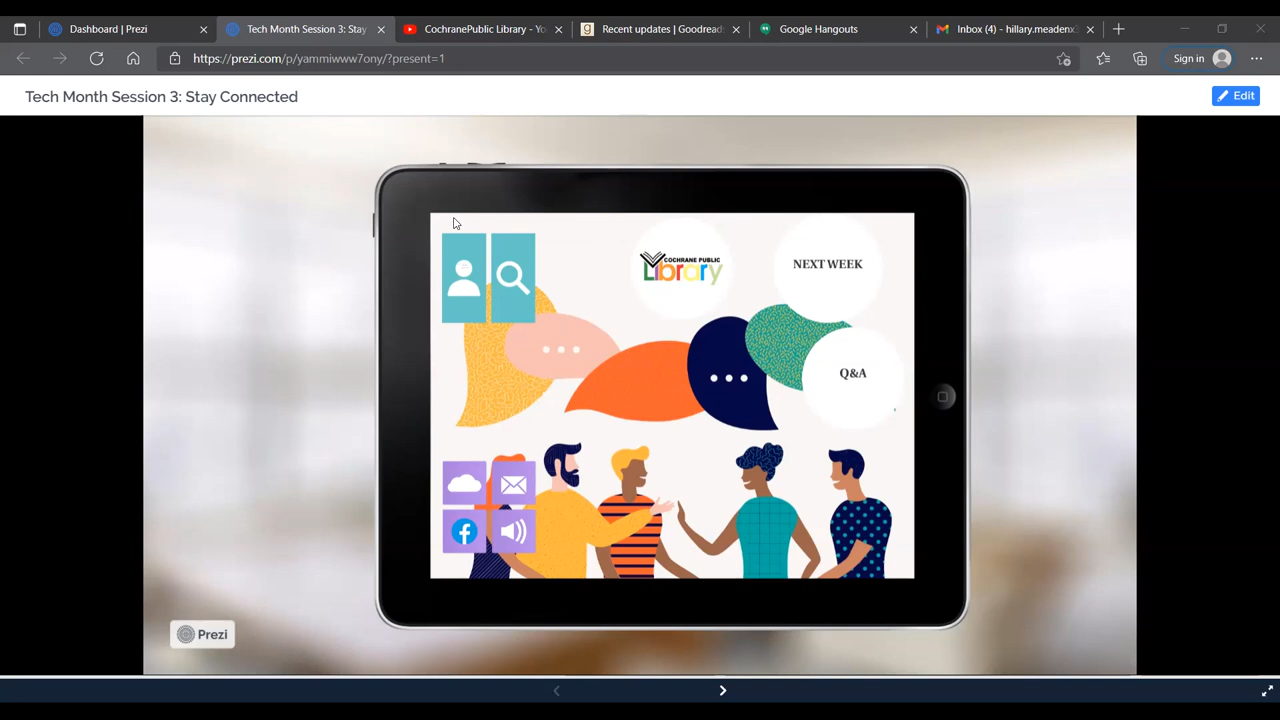 Dashboard | Prezi
Tech Month Session 3: Stay
CochranePublic Library - Yo
Recent updates | Goodreads
Google Hangouts
Inbox (4) - hillary.meadenx3
https://prezi.com/p/yammiwww7ony/?present=1
Sign in
Tech Month Session 3: Stay Connected
Edit
COCHRANE PUBLIC
Library
NEXT WEEK
Q&A
Prezi